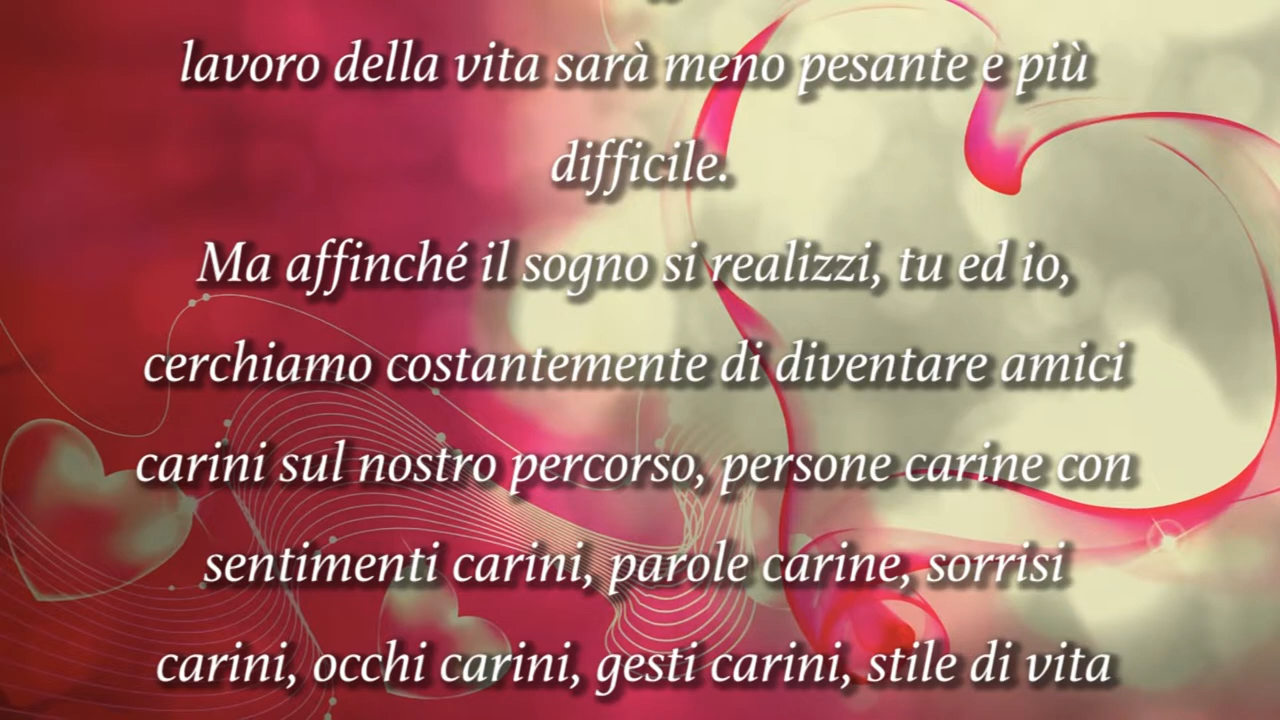 lavoro della vita sarà meno pesante e più
difficile.
Ma affinché il sogno si realizzi, tu ed io,
cerchiamo costantemente di diventare amici
carini sul nostro percorso, persone carine con
sentimenti carini, parole carine, sorrisi
carini, occhi carini, gesti carini, stile di vita